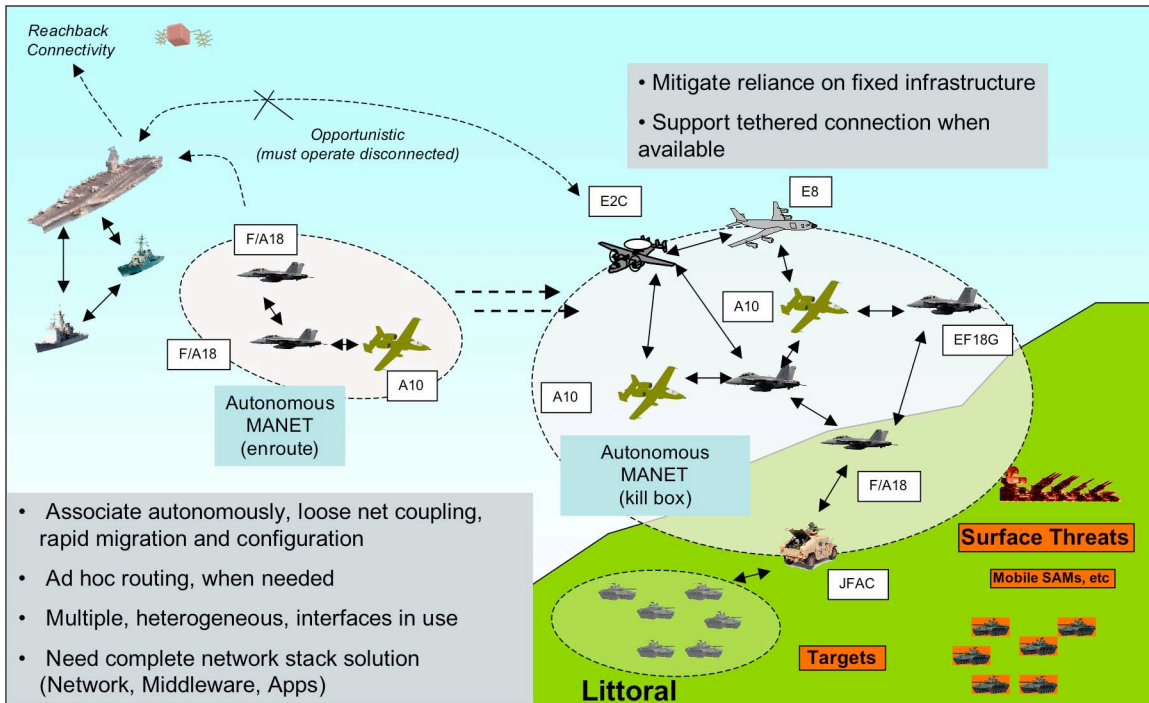 Reachback
Connectivity
• Mitigate reliance on fixed infrastructure
• Support tethered connection when
available
Opportunistic
(must operate disconnected)
E2C
E8
F/A18
F/A18
A10
A10
EF18G
A10
Autonomous
MANET
(enroute)
Autonomous
MANET
(kill box)
F/A18
JFAC
• Associate autonomously, loose net coupling,
rapid migration and configuration
• Ad hoc routing, when needed
• Multiple, heterogeneous, interfaces in use
• Need complete network stack solution
(Network, Middleware, Apps)
Surface Threats
Mobile SAMs, etc
Targets
Littoral